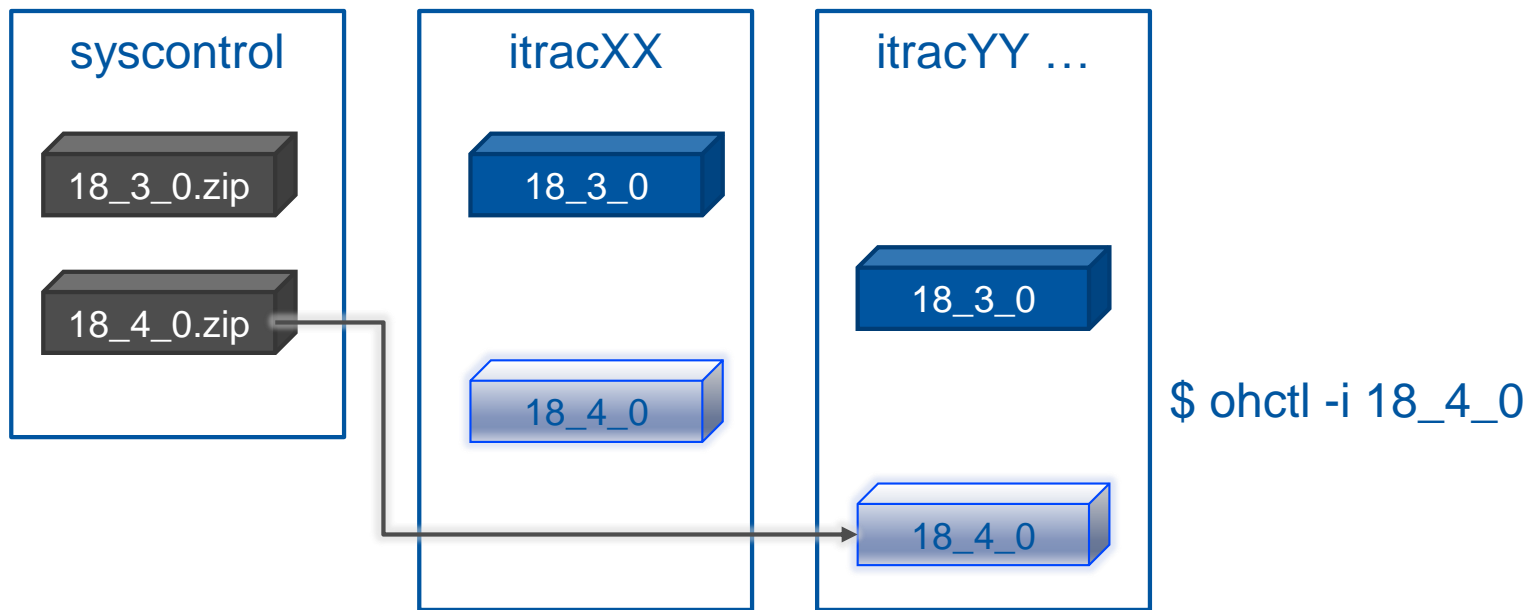 syscontrol
18_3_0.zip
18_4_0.zip
itracXX
18_3_0
18_4_0
itracYY …
18_3_0
18_4_0
$ ohctl -i 18_4_0